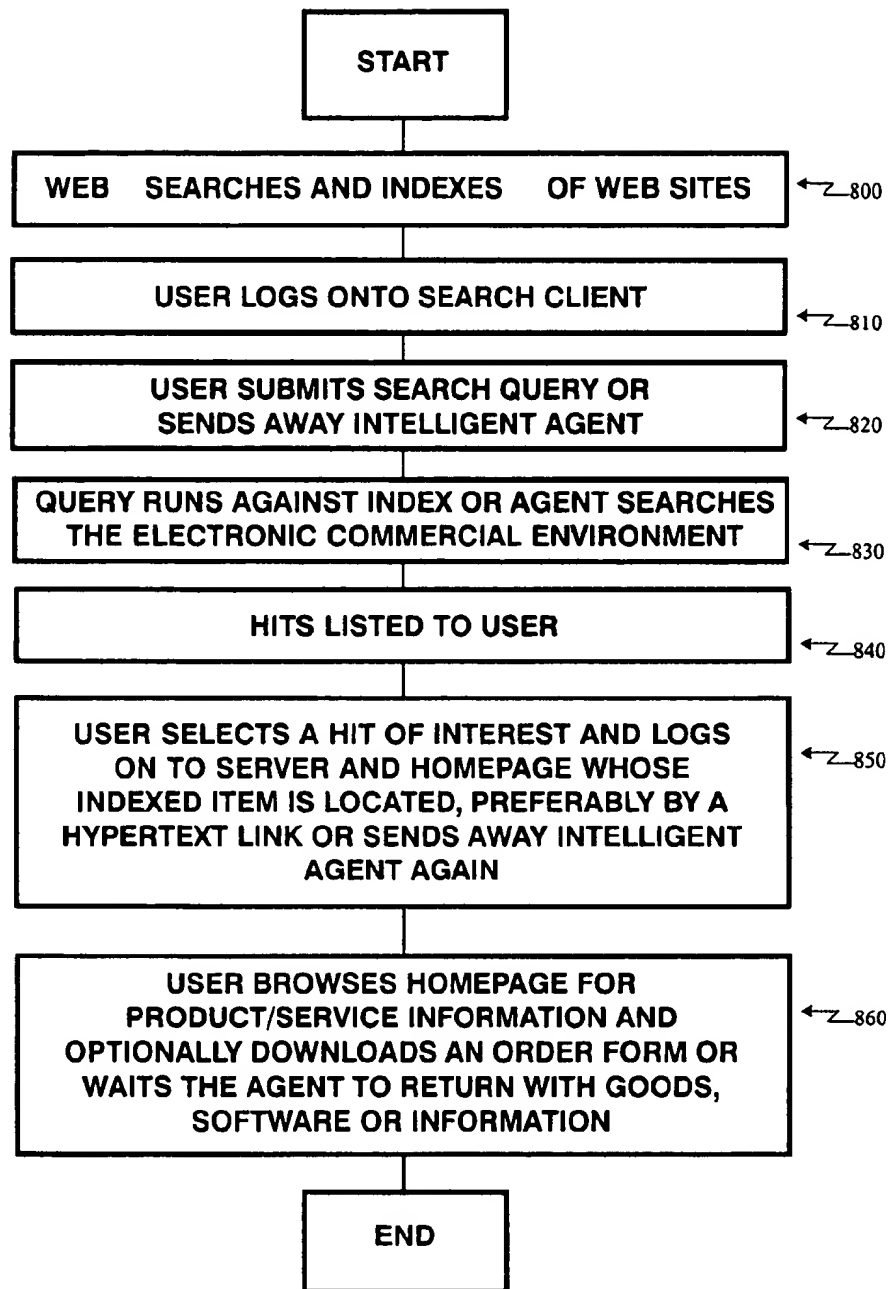 START
WEB SEARCHES AND INDEXES OF WEB SITES
800
USER LOGS ONTO SEARCH CLIENT
810
USER SUBMITS SEARCH QUERY OR
SENDS AWAY INTELLIGENT AGENT
820
QUERY RUNS AGAINST INDEX OR AGENT SEARCHES
THE ELECTRONIC COMMERCIAL ENVIRONMENT
830
HITS LISTED TO USER
840
USER SELECTS A HIT OF INTEREST AND LOGS
ON TO SERVER AND HOMEPAGE WHOSE
INDEXED ITEM IS LOCATED, PREFERABLY BY A
HYPERTEXT LINK OR SENDS AWAY INTELLIGENT
AGENT AGAIN
850
USER BROWSES HOMEPAGE FOR
PRODUCT/SERVICE INFORMATION AND
OPTIONALLY DOWNLOADS AN ORDER FORM OR
WAITS THE AGENT TO RETURN WITH GOODS,
SOFTWARE OR INFORMATION
860
END